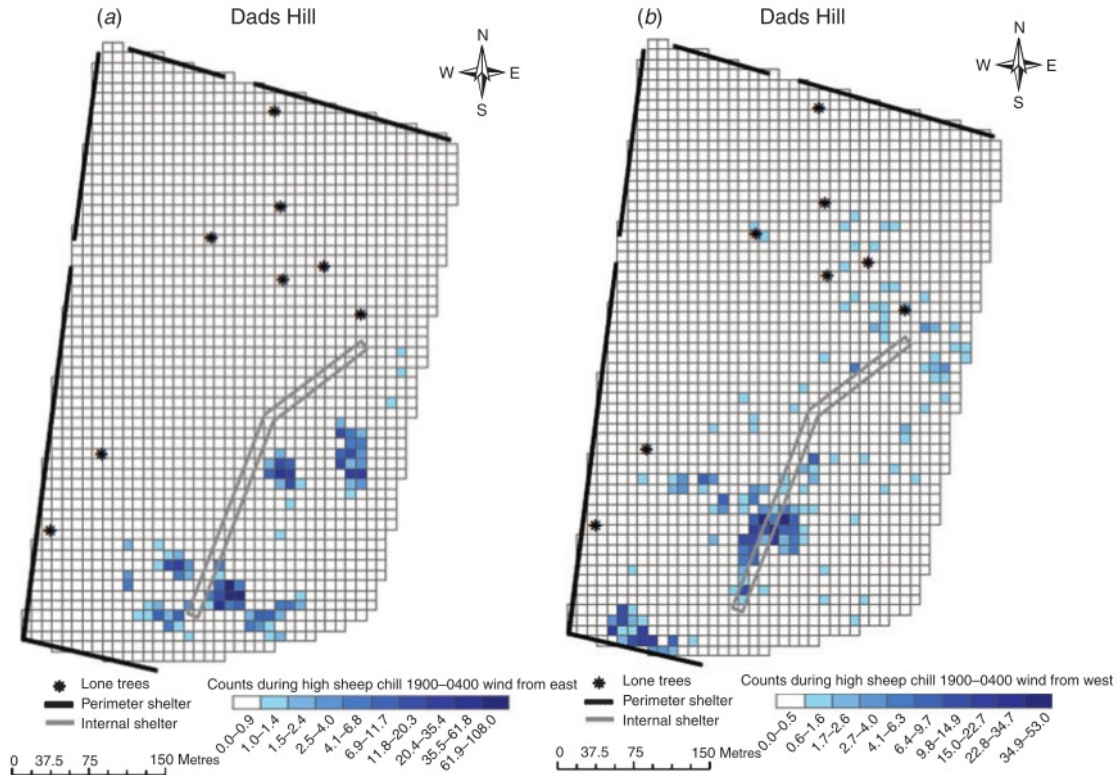 (a)
Dads Hill
N
W E
S
Lone trees
Perimeter shelter
Internal shelter
0 37.5 75 150 Metres
Counts during high sheep chill 1900–0400 wind from east
0.0–0.9
1.0–1.4
1.5–2.4
2.5–4.0
4.1–6.8
6.9–11.7
11.8–20.3
20.4–35.4
35.5–61.8
61.9–108.0
(b)
Dads Hill
N
W E
S
Lone trees
Perimeter shelter
Internal shelter
0 37.5 75 150 Metres
Counts during high sheep chill 1900–0400 wind from west
0.0–0.5
0.6–1.6
1.7–2.6
2.7–4.0
4.1–6.3
6.4–9.7
9.8–14.9
15.0–22.7
22.8–34.7
34.9–53.0